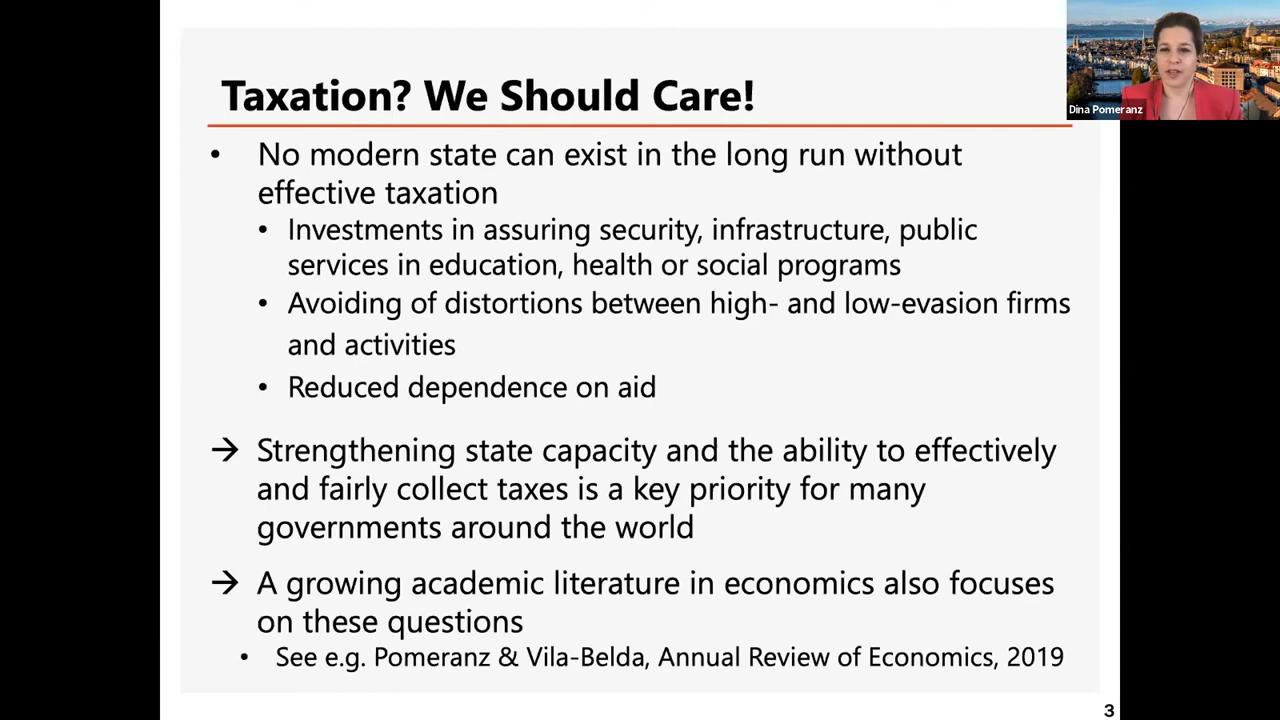 Taxation? We Should Care!
• No modern state can exist in the long run without
effective taxation
• Investments in assuring security, infrastructure, public
services in education, health or social programs
• Avoiding of distortions between high- and low-evasion firms
and activities
• Reduced dependence on aid
→ Strengthening state capacity and the ability to effectively
and fairly collect taxes is a key priority for many
governments around the world
→ A growing academic literature in economics also focuses
on these questions
• See e.g. Pomeranz & Vila-Belda, Annual Review of Economics, 2019
3
Dina Pomeranz